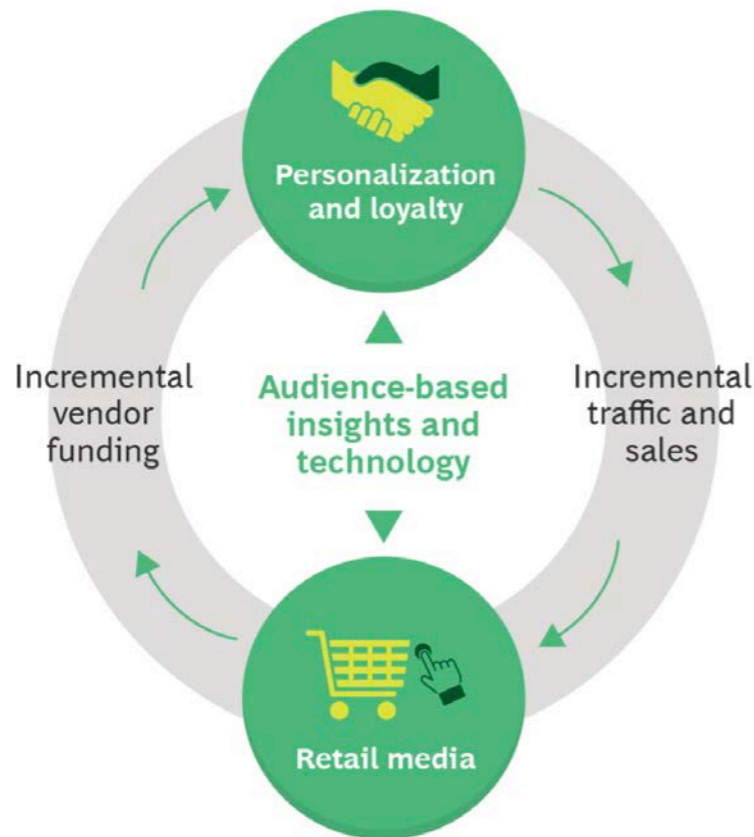 Personalization
and loyalty
Incremental
vendor
funding
Audience-based
insights and
technology
Incremental
traffic and
sales
Retail media